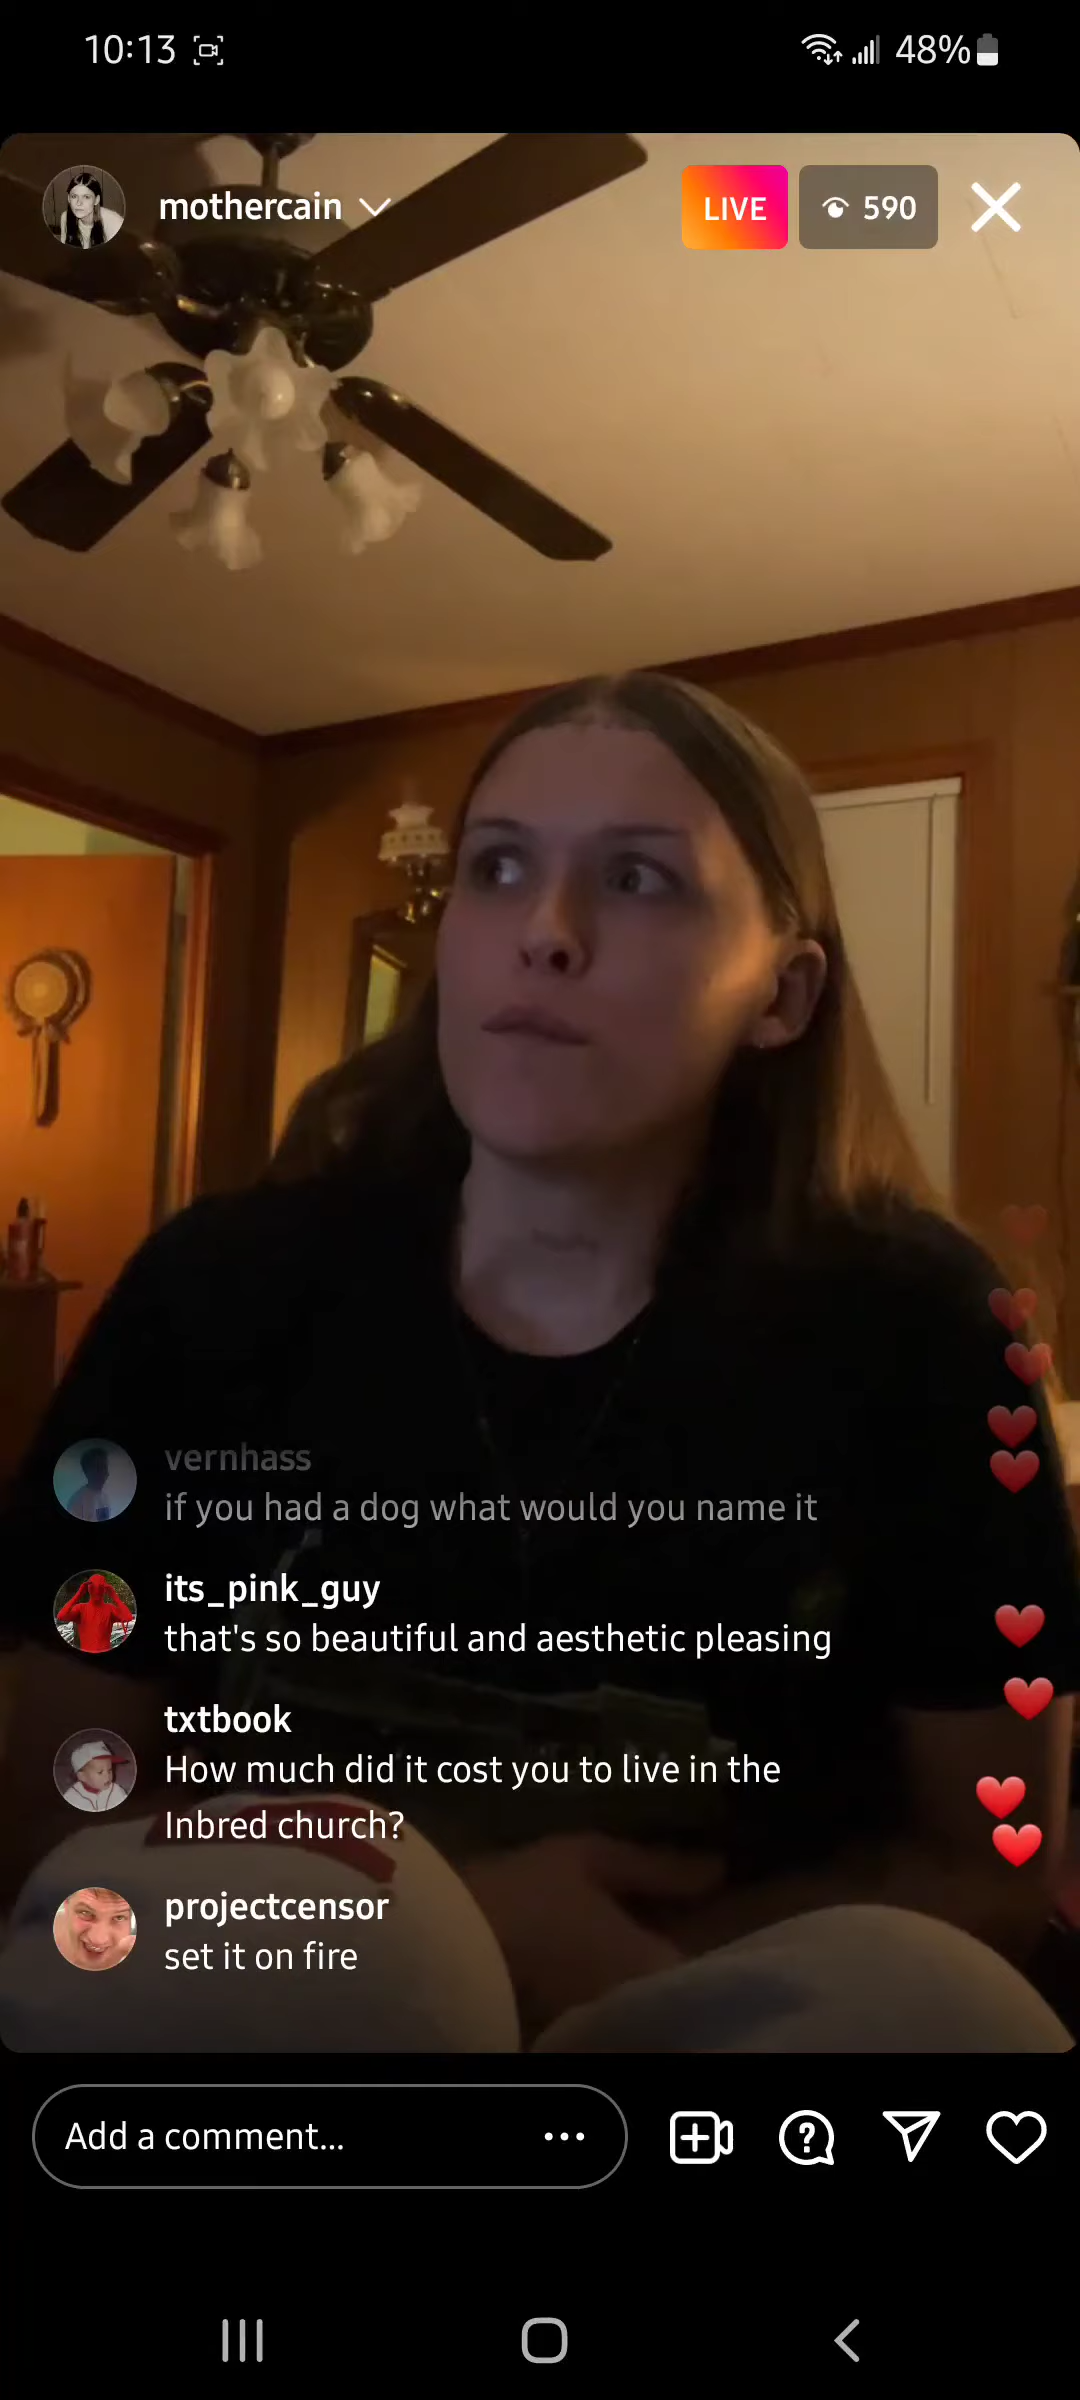 10:13
48%
mothercain
LIVE
590
vernhass
if you had a dog what would you name it
its_pink_guy
that's so beautiful and aesthetic pleasing
txtbook
How much did it cost you to live in the
Inbred church?
projectcensor
set it on fire
Add a comment...